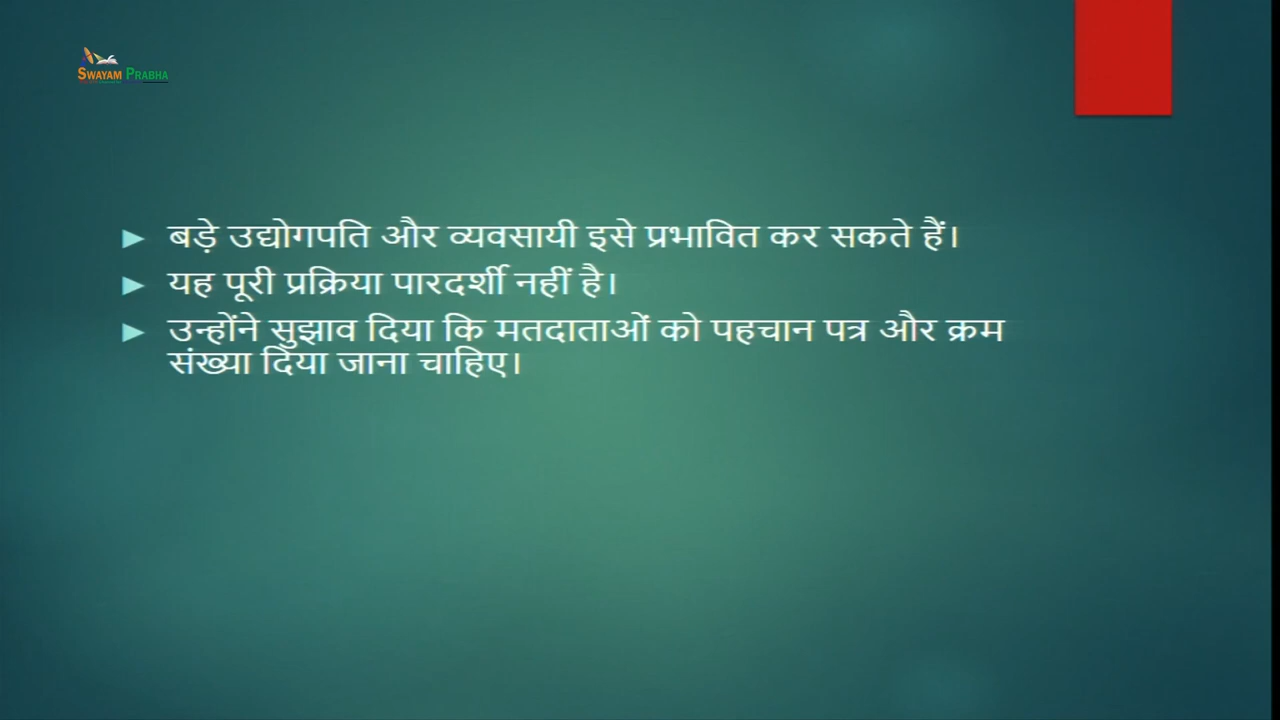 SWAYAM PRABHA
बड़े उद्योगपति और व्यवसायी इसे प्रभावित कर सकते हैं।
यह पूरी प्रक्रिया पारदर्शी नहीं है।
उन्होंने सुझाव दिया कि मतदाताओं को पहचान पत्र और क्रम
संख्या दिया जाना चाहिए।